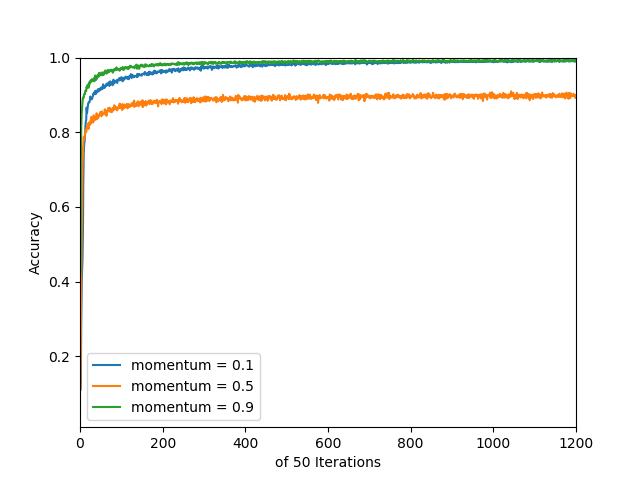 1.0
0.8
0.6
0.4
0.2
Accuracy
momentum = 0.1
momentum = 0.5
momentum = 0.9
0 200 400 600 800 1000 1200
of 50 Iterations